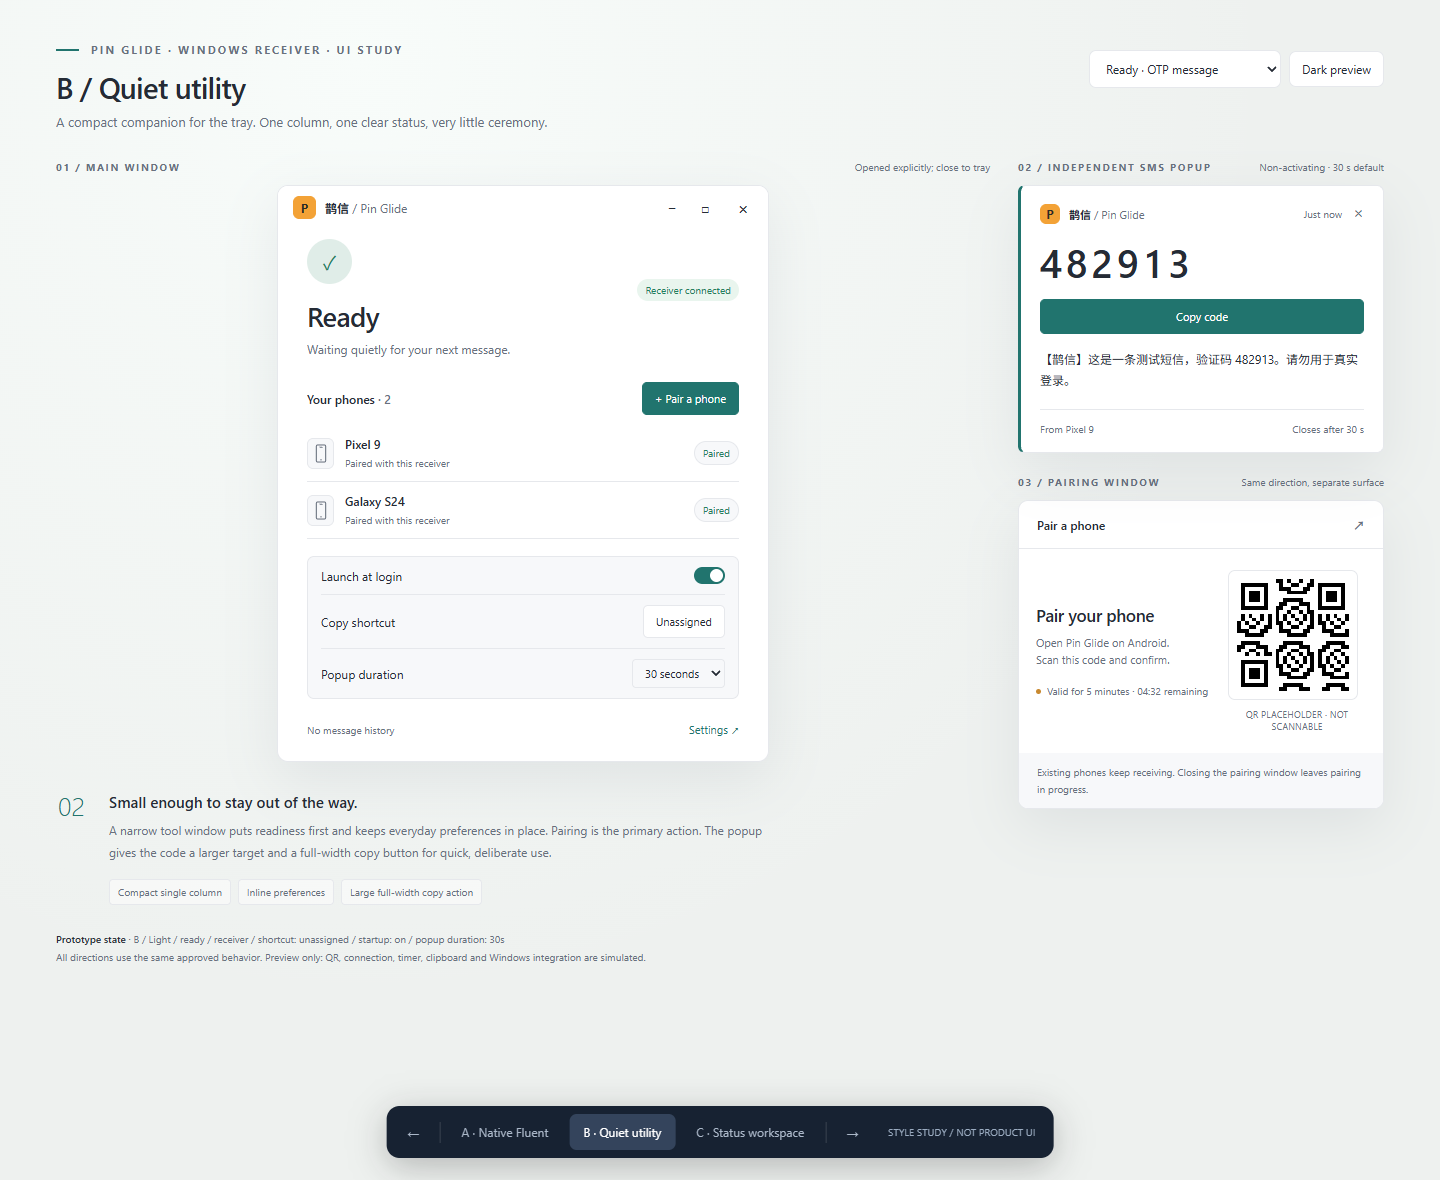 PIN GLIDE · WINDOWS RECEIVER · UI STUDY
B / Quiet utility
A compact companion for the tray. One column, one clear status, very little ceremony.
Ready · OTP message
Dark preview
01 / MAIN WINDOW
Opened explicitly; close to tray
P 鹊信 / Pin Glide
Ready
Receiver connected
Waiting quietly for your next message.
Your phones · 2
+ Pair a phone
Pixel 9
Paired with this receiver
Paired
Galaxy S24
Paired with this receiver
Paired
Launch at login
Copy shortcut
Unassigned
Popup duration
30 seconds
No message history
Settings ↗
02 / INDEPENDENT SMS POPUP
Non-activating · 30 s default
P 鹊信 / Pin Glide
Just now ×
482913
Copy code
【鹊信】这是一条测试短信，验证码 482913。请勿用于真实
登录。
From Pixel 9
Closes after 30 s
03 / PAIRING WINDOW
Same direction, separate surface
Pair a phone
↗
Pair your phone
Open Pin Glide on Android.
Scan this code and confirm.
Valid for 5 minutes · 04:32 remaining
QR PLACEHOLDER · NOT
SCANNABLE
Existing phones keep receiving. Closing the pairing window leaves pairing
in progress.
02
Small enough to stay out of the way.
A narrow tool window puts readiness first and keeps everyday preferences in place. Pairing is the primary action. The popup
gives the code a larger target and a full-width copy button for quick, deliberate use.
Compact single column
Inline preferences
Large full-width copy action
Prototype state · B / Light / ready / receiver / shortcut: unassigned / startup: on / popup duration: 30s
All directions use the same approved behavior. Preview only: QR, connection, timer, clipboard and Windows integration are simulated.
←
A · Native Fluent
B · Quiet utility
C · Status workspace
→
STYLE STUDY / NOT PRODUCT UI